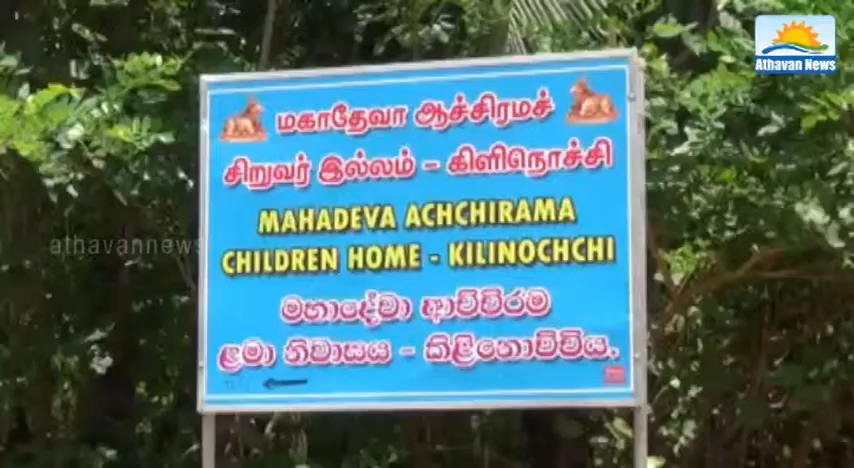 Athavan News
மகாதேவா ஆச்சிரமச்
சிறுவர் இல்லம் - கிளிநொச்சி
MAHADEVA ACHCHIRAMA
CHILDREN HOME - KILINOCHCHI
athavannews
මහාදේවා ආච්චිරම
ළමා නිවාසය - කිළිනොච්චිය.